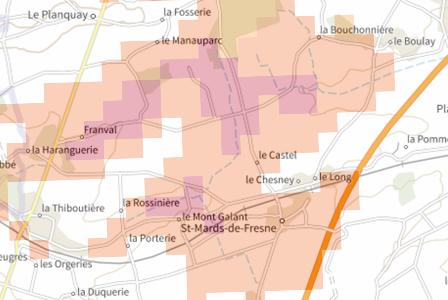 la Fosserie
Le Planquay
la Bouchonnière
le Manauparc
le Boulay
Franval
la Haranguerie
le Castel
le Chesney
le Long
la Rossinière
la Thiboutière
le Mont Galant
St-Mards-de-Fresne
la Porterie
les Orgeries
la Duquerie